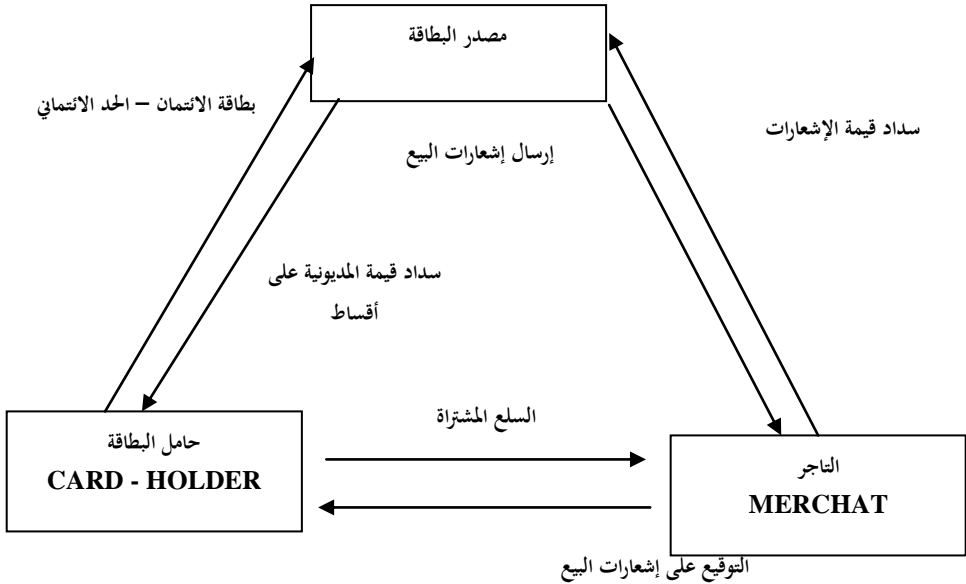 مصدر البطاقة
بطاقة الائتمان – الحد الائتماني
سداد قيمة الإشعارات
إرسال إشعارات البيع
سداد قيمة المديونية على
أقساط
السلع المشتراة
حامل البطاقة
CARD - HOLDER
التاجر
MERCHAT
التوقيع على إشعارات البيع